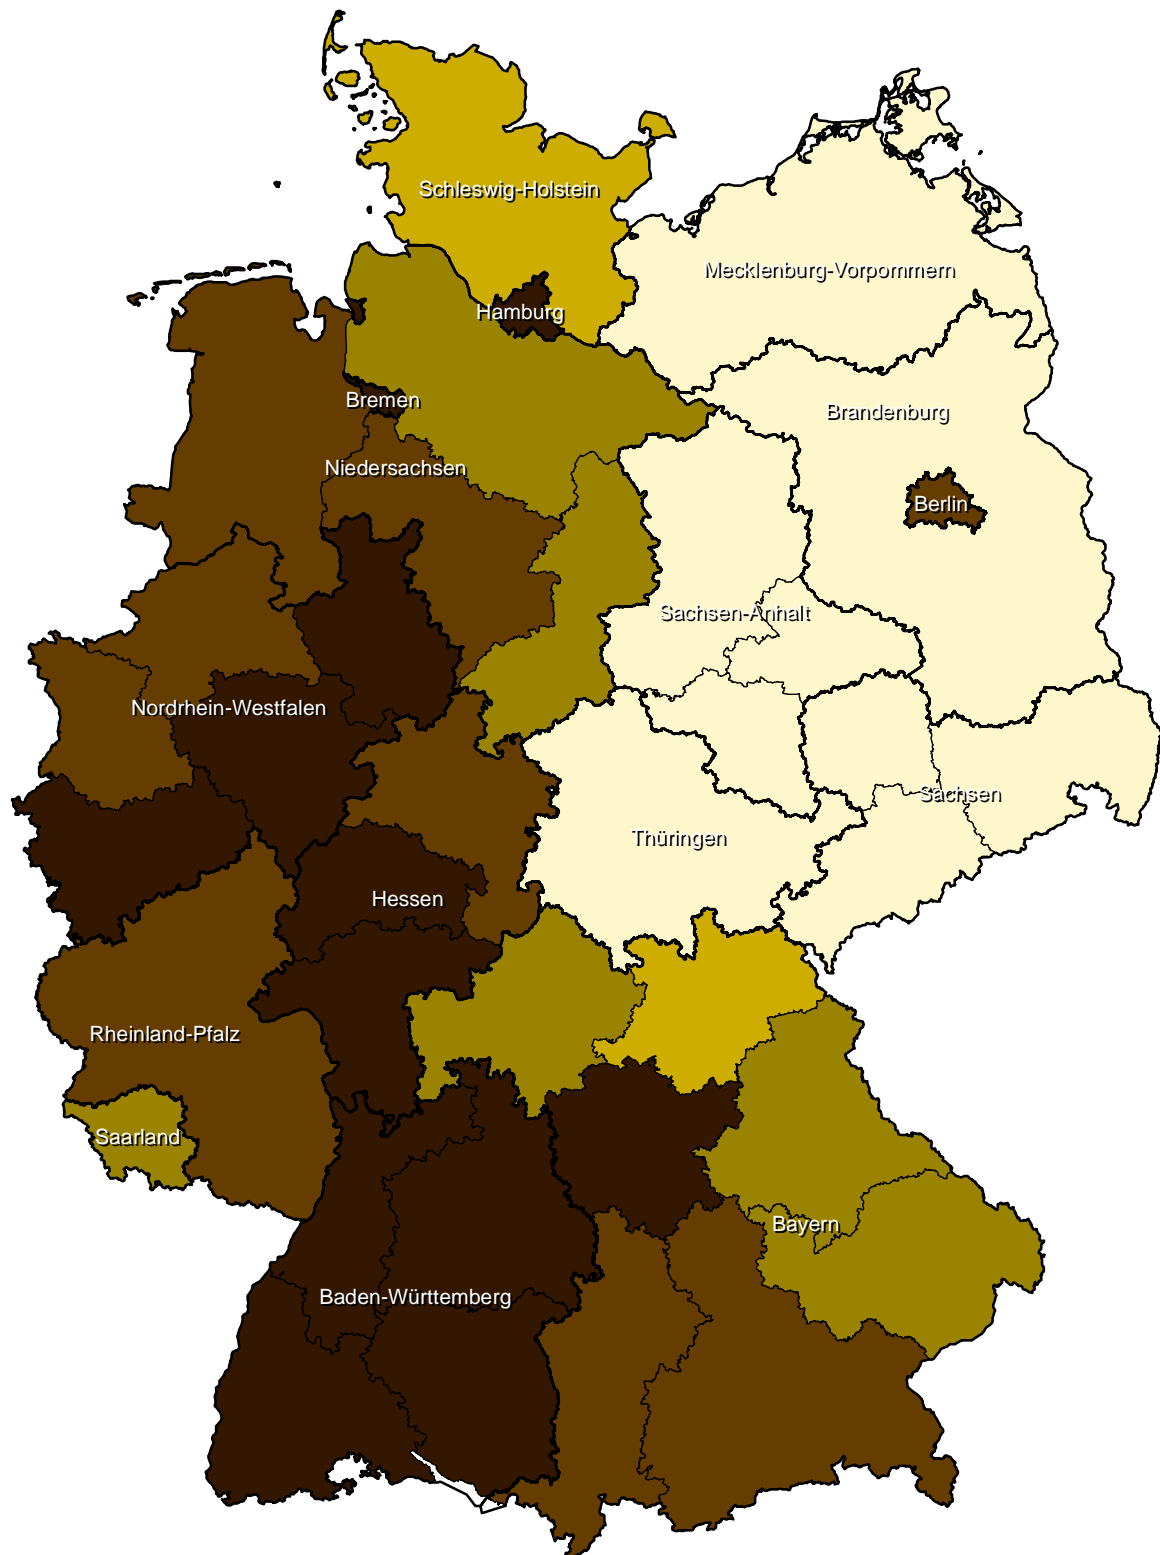 Schleswig-Holstein
Mecklenburg-Vorpommern
Hamburg
Bremen
Brandenburg
Niedersachsen
Berlin
Sachsen-Anhalt
Nordrhein-Westfalen
Sachsen
Thüringen
Hessen
Rheinland-Pfalz
Saarland
Bayern
Baden-Württemberg